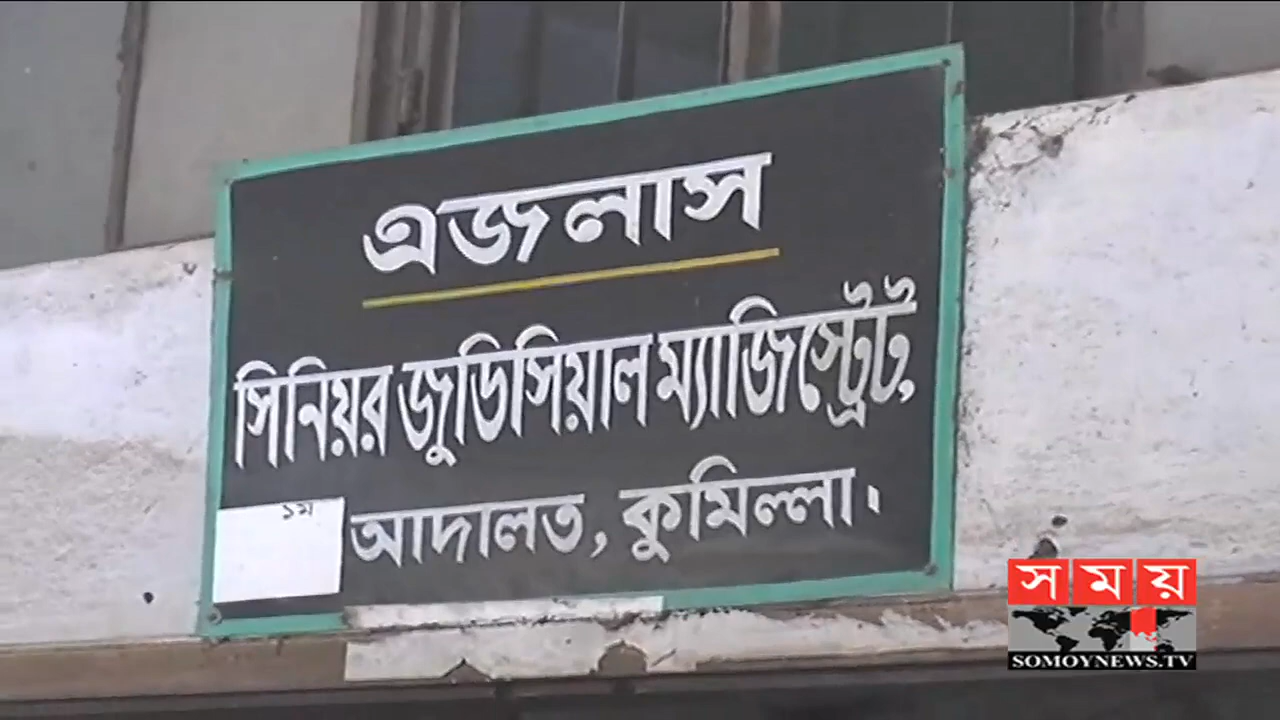 এজলাস
সিনিয়র জুডিসিয়াল ম্যাজিস্ট্রেট,
১ম আদালত, কুমিল্লা।
সময়
SOMOYNEWS.TV